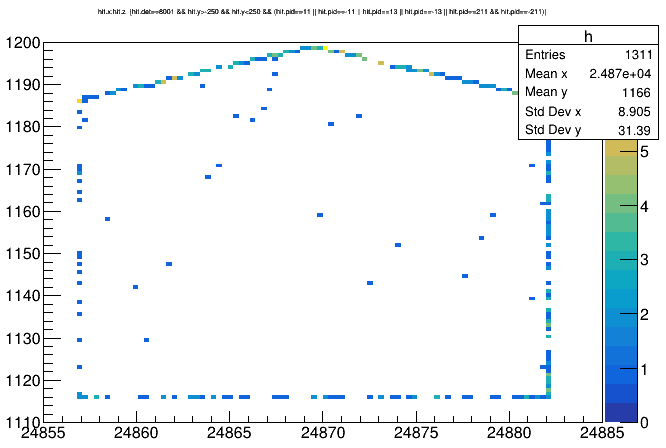 hit.x:hit.z {hit.det==8001 && hit.y>-250 && hit.y<250 && (hit.pid==11 || hit.pid==-11 || hit.pid==13 || hit.pid==-13 || hit.pid==211 && hit.pid==-211)}
h
Entries 1311
Mean x 2.487e+04
Mean y 1166
Std Dev x 8.905
Std Dev y 31.39
1200
1190
1180
1170
1160
1150
1140
1130
1120
1110
24855 24860 24865 24870 24875 24880 24885
5
4
3
2
1
0